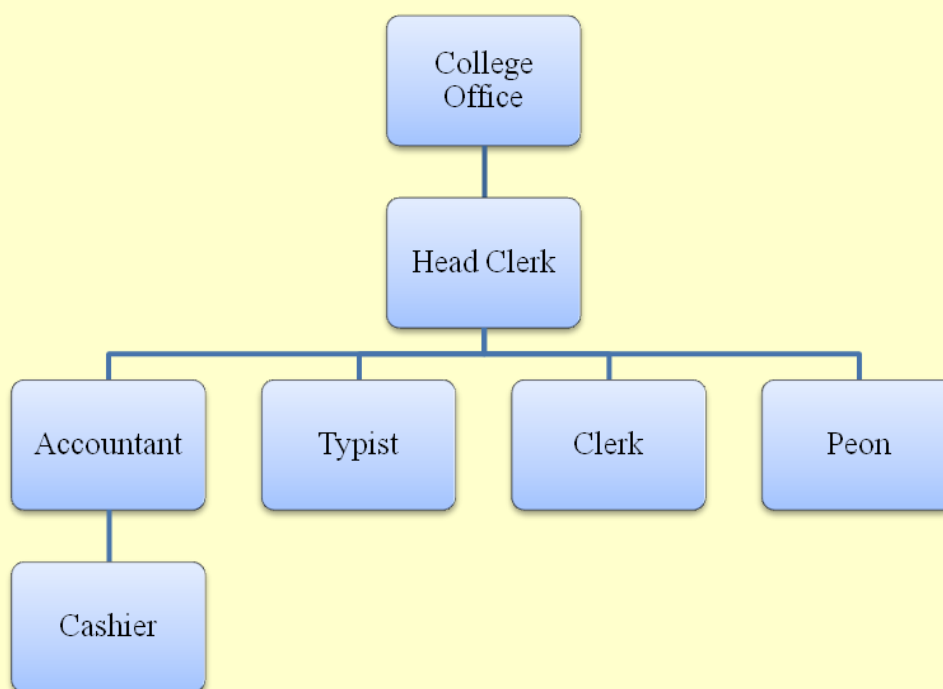 College
Office
Head Clerk
Accountant
Typist
Clerk
Peon
Cashier